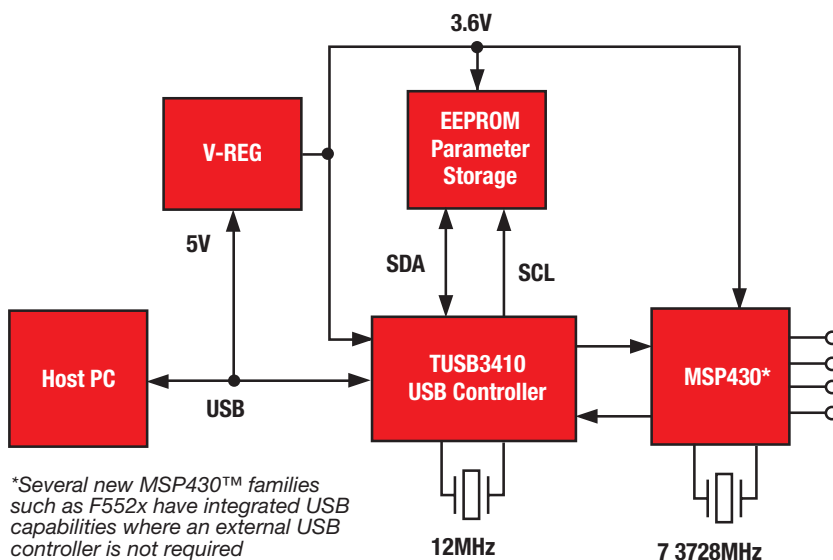 3.6V
V-REG
EEPROM
Parameter
Storage
5V
SDA
SCL
Host PC
USB
TUSB3410
USB Controller
MSP430*
*Several new MSP430™ families
such as F552x have integrated USB
capabilities where an external USB
controller is not required
12MHz
7 3728MHz